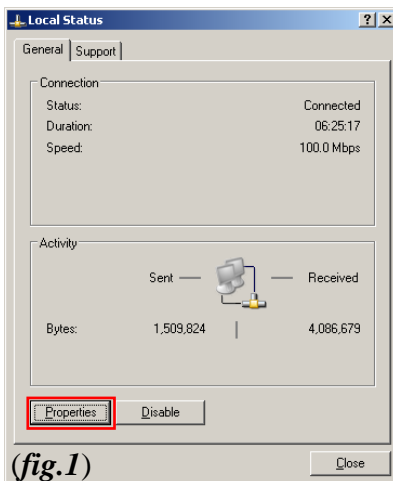 Local Status
General Support
Connection
Status: Connected
Duration: 06:25:17
Speed: 100.0 Mbps
Activity
Sent — — Received
Bytes: 1,509,824 | 4,086,679
Properties Disable
(fig.1) Close